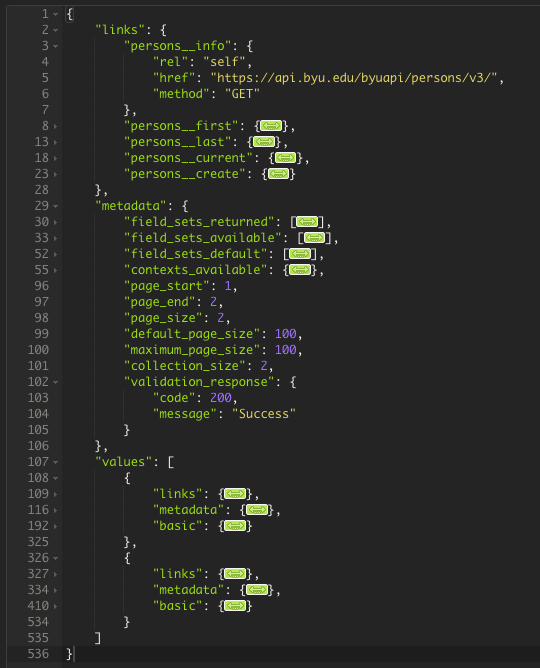 1 {
2 "links": {
3 "persons__info": {
4 "rel": "self",
5 "href": "https://api.byu.edu/byuapi/persons/v3/",
6 "method": "GET"
7 },
8 "persons__first": {},
13 "persons__last": {},
18 "persons__current": {},
23 "persons__create": {}
28 },
29 "metadata": {
30 "field_sets_returned": [],
33 "field_sets_available": [],
52 "field_sets_default": [],
55 "contexts_available": {},
96 "page_start": 1,
97 "page_end": 2,
98 "page_size": 2,
99 "default_page_size": 100,
100 "maximum_page_size": 100,
101 "collection_size": 2,
102 "validation_response": {
103 "code": 200,
104 "message": "Success"
105 }
106 },
107 "values": [
108 {
109 "links": {},
116 "metadata": {},
192 "basic": {}
325 },
326 {
327 "links": {},
334 "metadata": {},
410 "basic": {}
534 }
535 ]
536 }